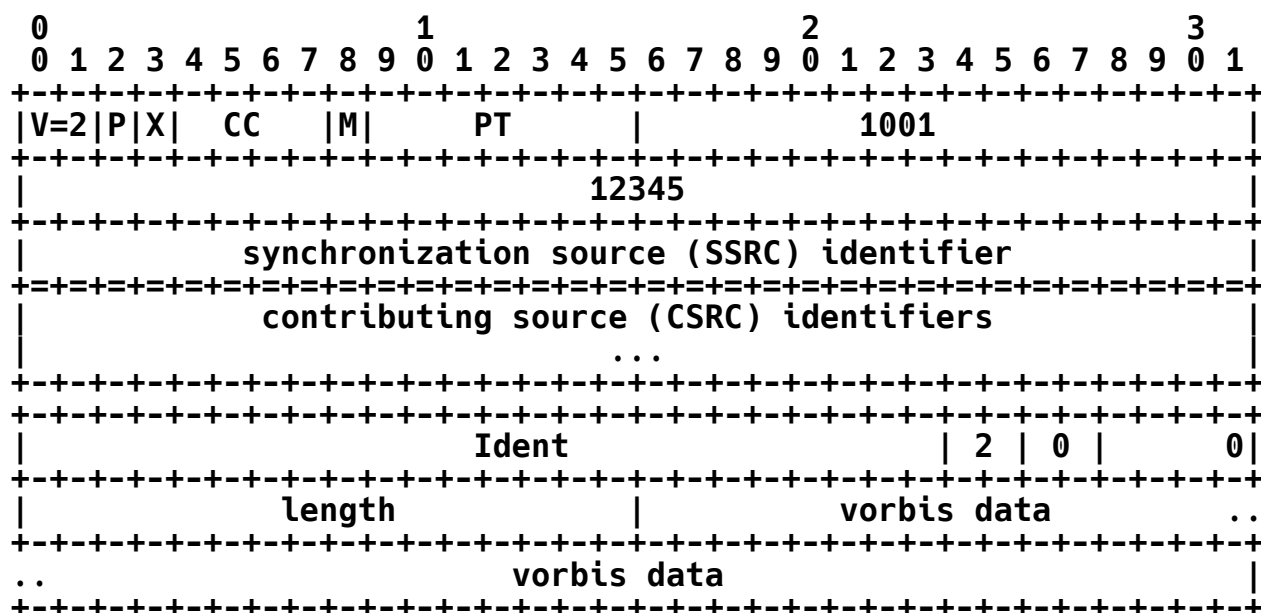 0                   1                   2                   3
 0 1 2 3 4 5 6 7 8 9 0 1 2 3 4 5 6 7 8 9 0 1 2 3 4 5 6 7 8 9 0 1
+-+-+-+-+-+-+-+-+-+-+-+-+-+-+-+-+-+-+-+-+-+-+-+-+-+-+-+-+-+-+-+-+
|V=2|P|X|  CC   |M|     PT      |           1001                |
+-+-+-+-+-+-+-+-+-+-+-+-+-+-+-+-+-+-+-+-+-+-+-+-+-+-+-+-+-+-+-+-+
|                             12345                             |
+-+-+-+-+-+-+-+-+-+-+-+-+-+-+-+-+-+-+-+-+-+-+-+-+-+-+-+-+-+-+-+-+
|           synchronization source (SSRC) identifier            |
+=+=+=+=+=+=+=+=+=+=+=+=+=+=+=+=+=+=+=+=+=+=+=+=+=+=+=+=+=+=+=+=+
|            contributing source (CSRC) identifiers             |
|                              ...                              |
+-+-+-+-+-+-+-+-+-+-+-+-+-+-+-+-+-+-+-+-+-+-+-+-+-+-+-+-+-+-+-+-+
+-+-+-+-+-+-+-+-+-+-+-+-+-+-+-+-+-+-+-+-+-+-+-+-+-+-+-+-+-+-+-+-+
|                       Ident                   | 2 | 0 |      0|
+-+-+-+-+-+-+-+-+-+-+-+-+-+-+-+-+-+-+-+-+-+-+-+-+-+-+-+-+-+-+-+-+
|             length            |          vorbis data         ..
+-+-+-+-+-+-+-+-+-+-+-+-+-+-+-+-+-+-+-+-+-+-+-+-+-+-+-+-+-+-+-+-+
..                        vorbis data                           |
+-+-+-+-+-+-+-+-+-+-+-+-+-+-+-+-+-+-+-+-+-+-+-+-+-+-+-+-+-+-+-+-+